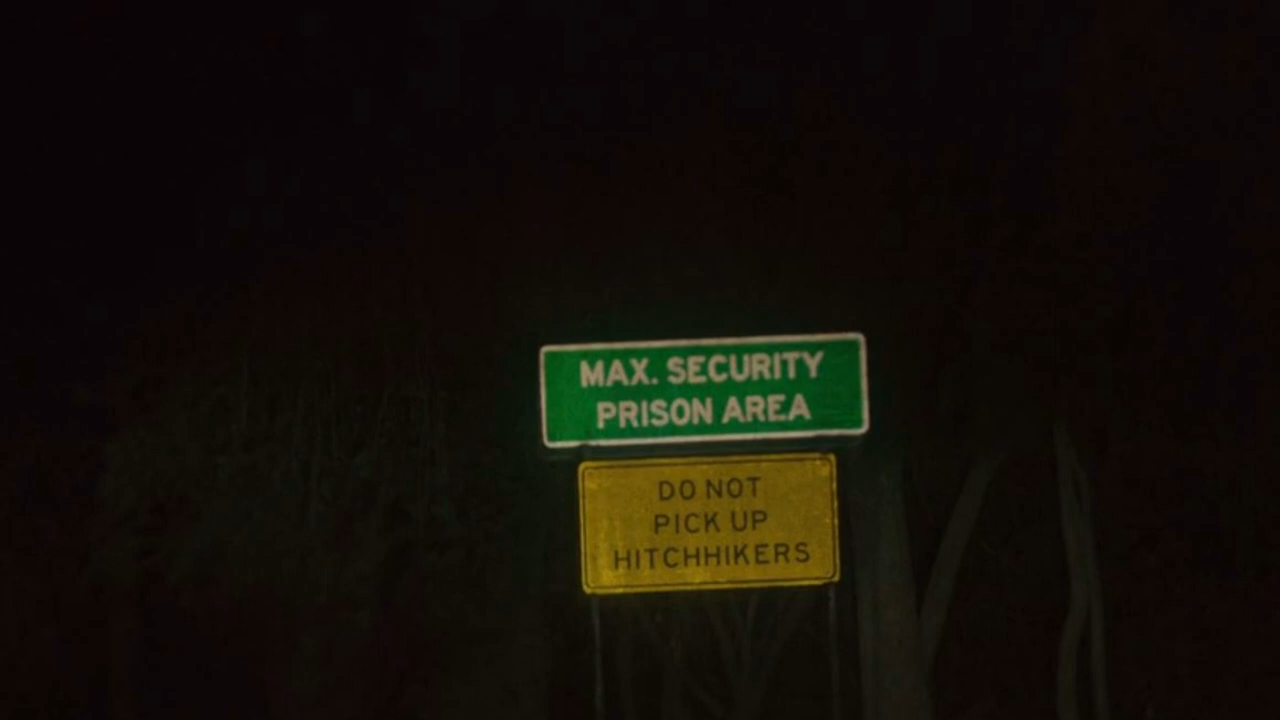 MAX. SECURITY
PRISON AREA
DO NOT
PICK UP
HITCHHIKERS